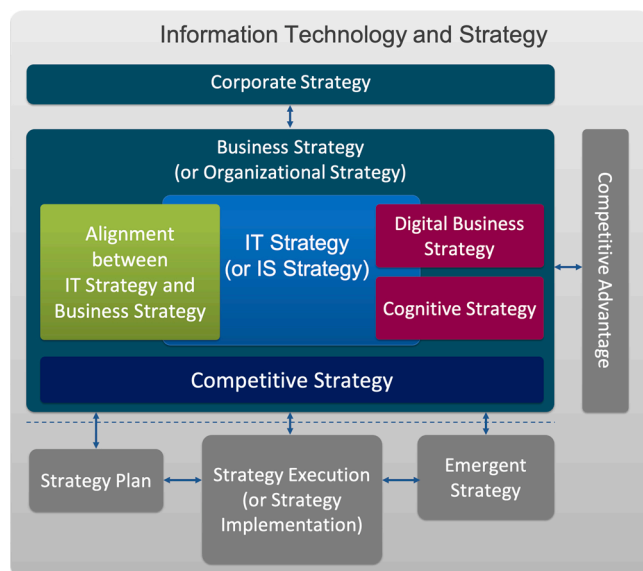 Information Technology and Strategy
Corporate Strategy
Business Strategy
(or Organizational Strategy)
Alignment
between
IT Strategy and
Business Strategy
IT Strategy
(or IS Strategy)
Digital Business
Strategy
Cognitive Strategy
Competitive Strategy
Competitive Advantage
Strategy Plan
Strategy Execution
(or Strategy
Implementation)
Emergent
Strategy